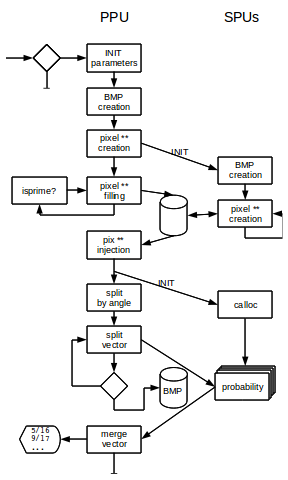 PPU
SPUs
INIT
parameters
BMP
creation
pixel **
creation
INIT
BMP
creation
isprime?
pixel **
filling
pixel **
creation
pix **
injection
INIT
split
by angle
calloc
split
vector
BMP
probability
5/16
9/17
...
merge
vector